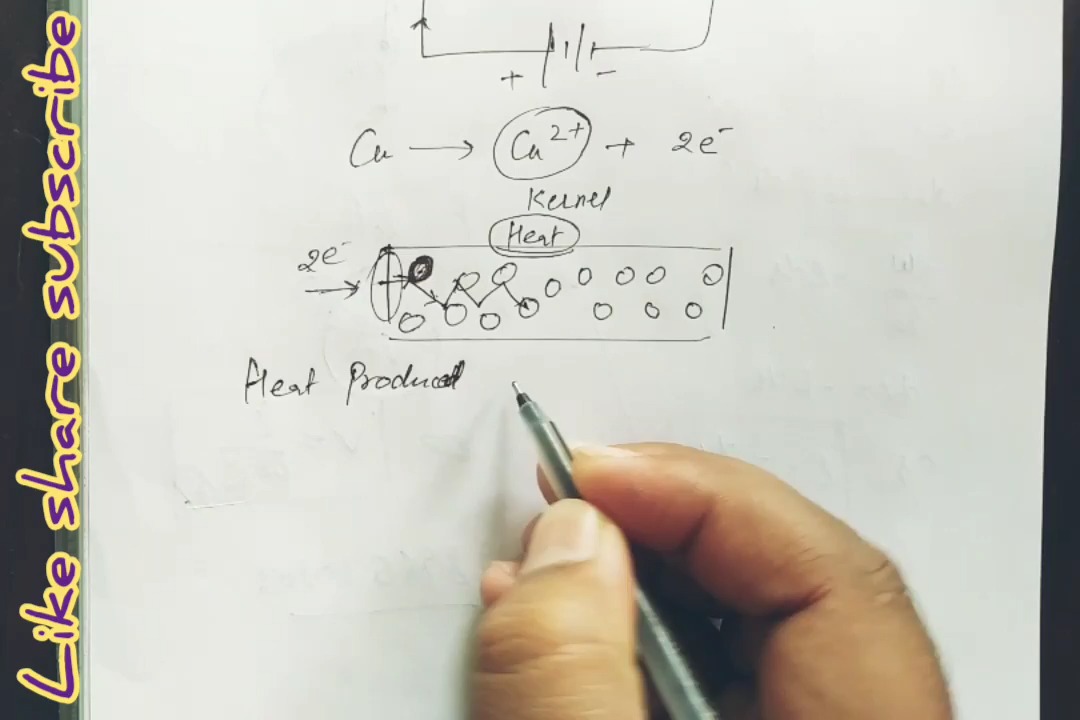 Like share subscribe
+ −
Cu → Cu²⁺ + 2e⁻
Kernel
Heat
2e⁻
Heat Produced